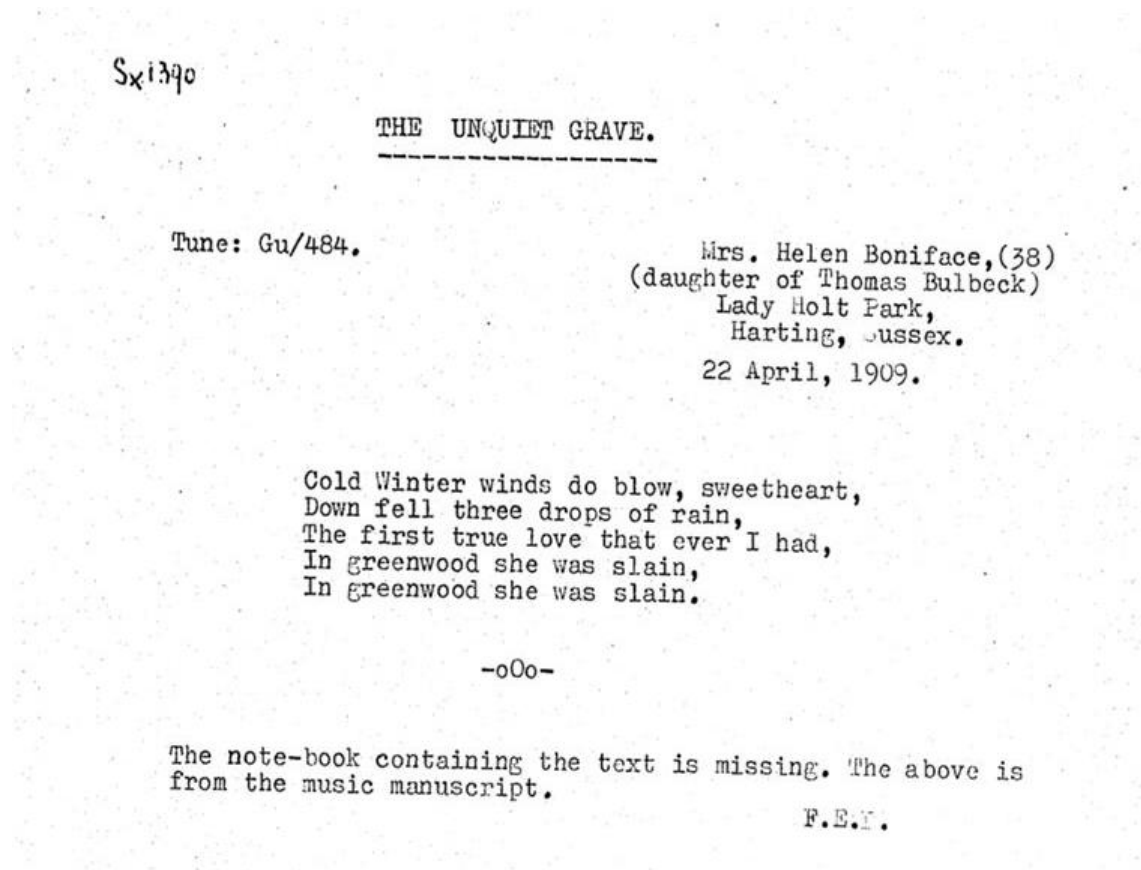 Sx.1390
THE UNQUIET GRAVE.
Tune: Gu/484.
Mrs. Helen Boniface,(38)
(daughter of Thomas Bulbeck)
Lady Holt Park,
Harting, Sussex.
22 April, 1909.
Cold Winter winds do blow, sweetheart,
Down fell three drops of rain,
The first true love that ever I had,
In greenwood she was slain,
In greenwood she was slain.
-oOo-
The note-book containing the text is missing. The above is
from the music manuscript.